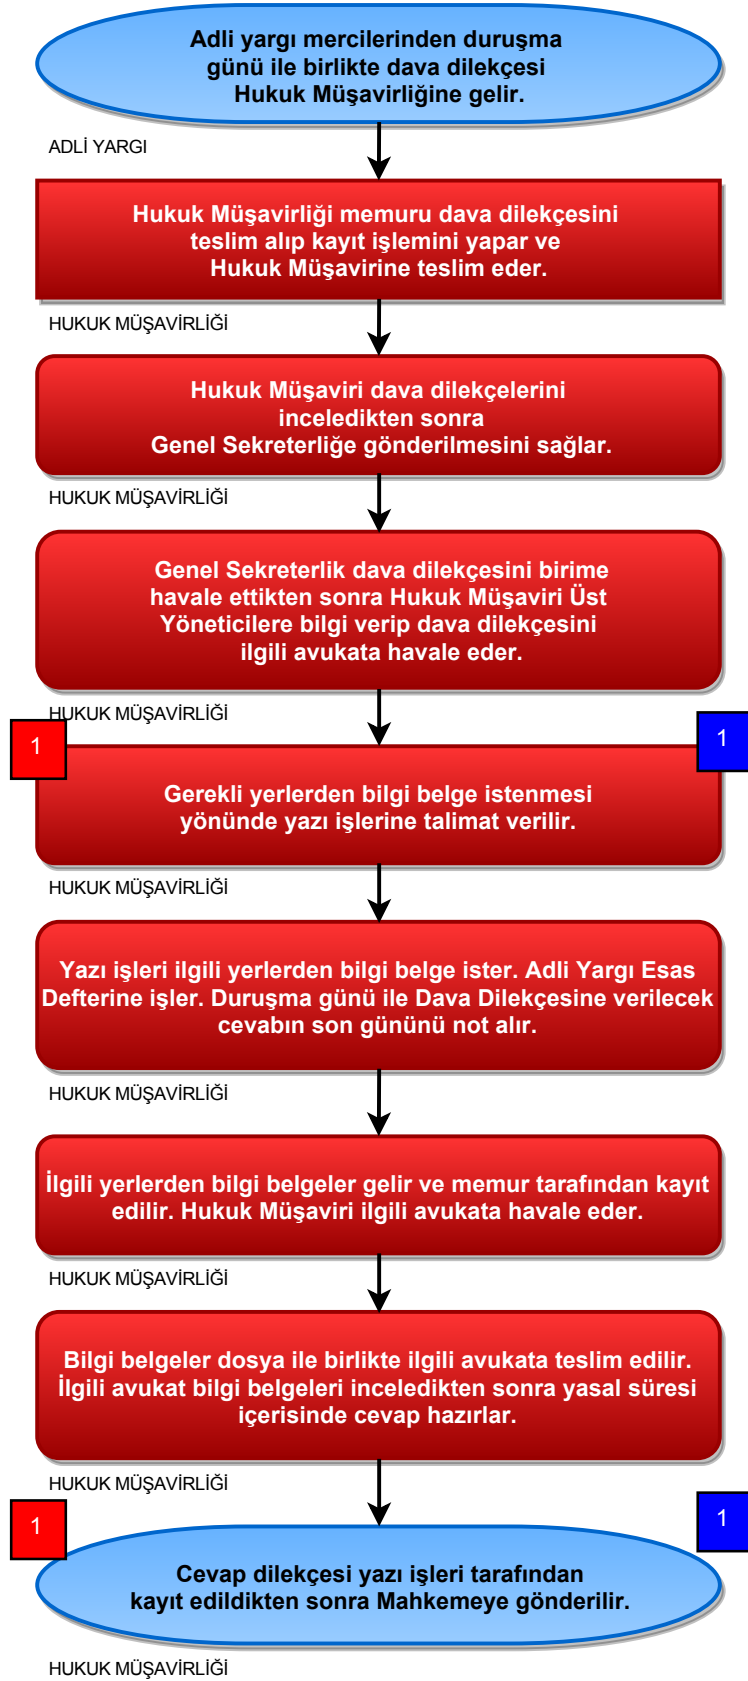 Adli yargı mercilerinden duruşma
günü ile birlikte dava dilekçesi
Hukuk Müşavirliğine gelir.
ADLİ YARGI
Hukuk Müşavirliği memuru dava dilekçesini
teslim alıp kayıt işlemini yapar ve
Hukuk Müşavirine teslim eder.
HUKUK MÜŞAVİRLİĞİ
Hukuk Müşaviri dava dilekçelerini
inceledikten sonra
Genel Sekreterliğe gönderilmesini sağlar.
HUKUK MÜŞAVİRLİĞİ
Genel Sekreterlik dava dilekçesini birime
havale ettikten sonra Hukuk Müşaviri Üst
Yöneticilere bilgi verip dava dilekçesini
ilgili avukata havale eder.
HUKUK MÜŞAVİRLİĞİ
1
1
Gerekli yerlerden bilgi belge istenmesi
yönünde yazı işlerine talimat verilir.
HUKUK MÜŞAVİRLİĞİ
Yazı işleri ilgili yerlerden bilgi belge ister. Adli Yargı Esas
Defterine işler. Duruşma günü ile Dava Dilekçesine verilecek
cevabın son gününü not alır.
HUKUK MÜŞAVİRLİĞİ
İlgili yerlerden bilgi belgeler gelir ve memur tarafından kayıt
edilir. Hukuk Müşaviri ilgili avukata havale eder.
HUKUK MÜŞAVİRLİĞİ
Bilgi belgeler dosya ile birlikte ilgili avukata teslim edilir.
İlgili avukat bilgi belgeleri inceledikten sonra yasal süresi
içerisinde cevap hazırlar.
HUKUK MÜŞAVİRLİĞİ
1
1
Cevap dilekçesi yazı işleri tarafından
kayıt edildikten sonra Mahkemeye gönderilir.
HUKUK MÜŞAVİRLİĞİ